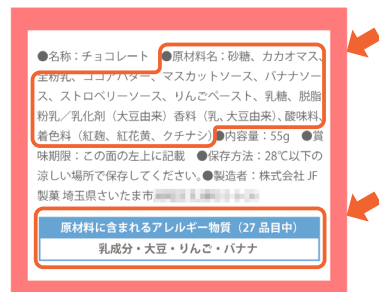 ●名称：チョコレート　●原材料名：砂糖、カカオマス、
全粉乳、ココアバター、マスカットソース、バナナソー
ス、ストロベリーソース、りんごペースト、乳糖、脱脂
粉乳／乳化剤（大豆由来）香料（乳、大豆由来）、酸味料、
着色料（紅麹、紅花黄、クチナシ）●内容量：55g　●賞
味期限：この面の左上に記載　●保存方法：28℃以下の
涼しい場所で保存してください。●製造者：株式会社 JF
製菓 埼玉県さいたま市
原材料に含まれるアレルギー物質（27 品目中）
乳成分・大豆・りんご・バナナ